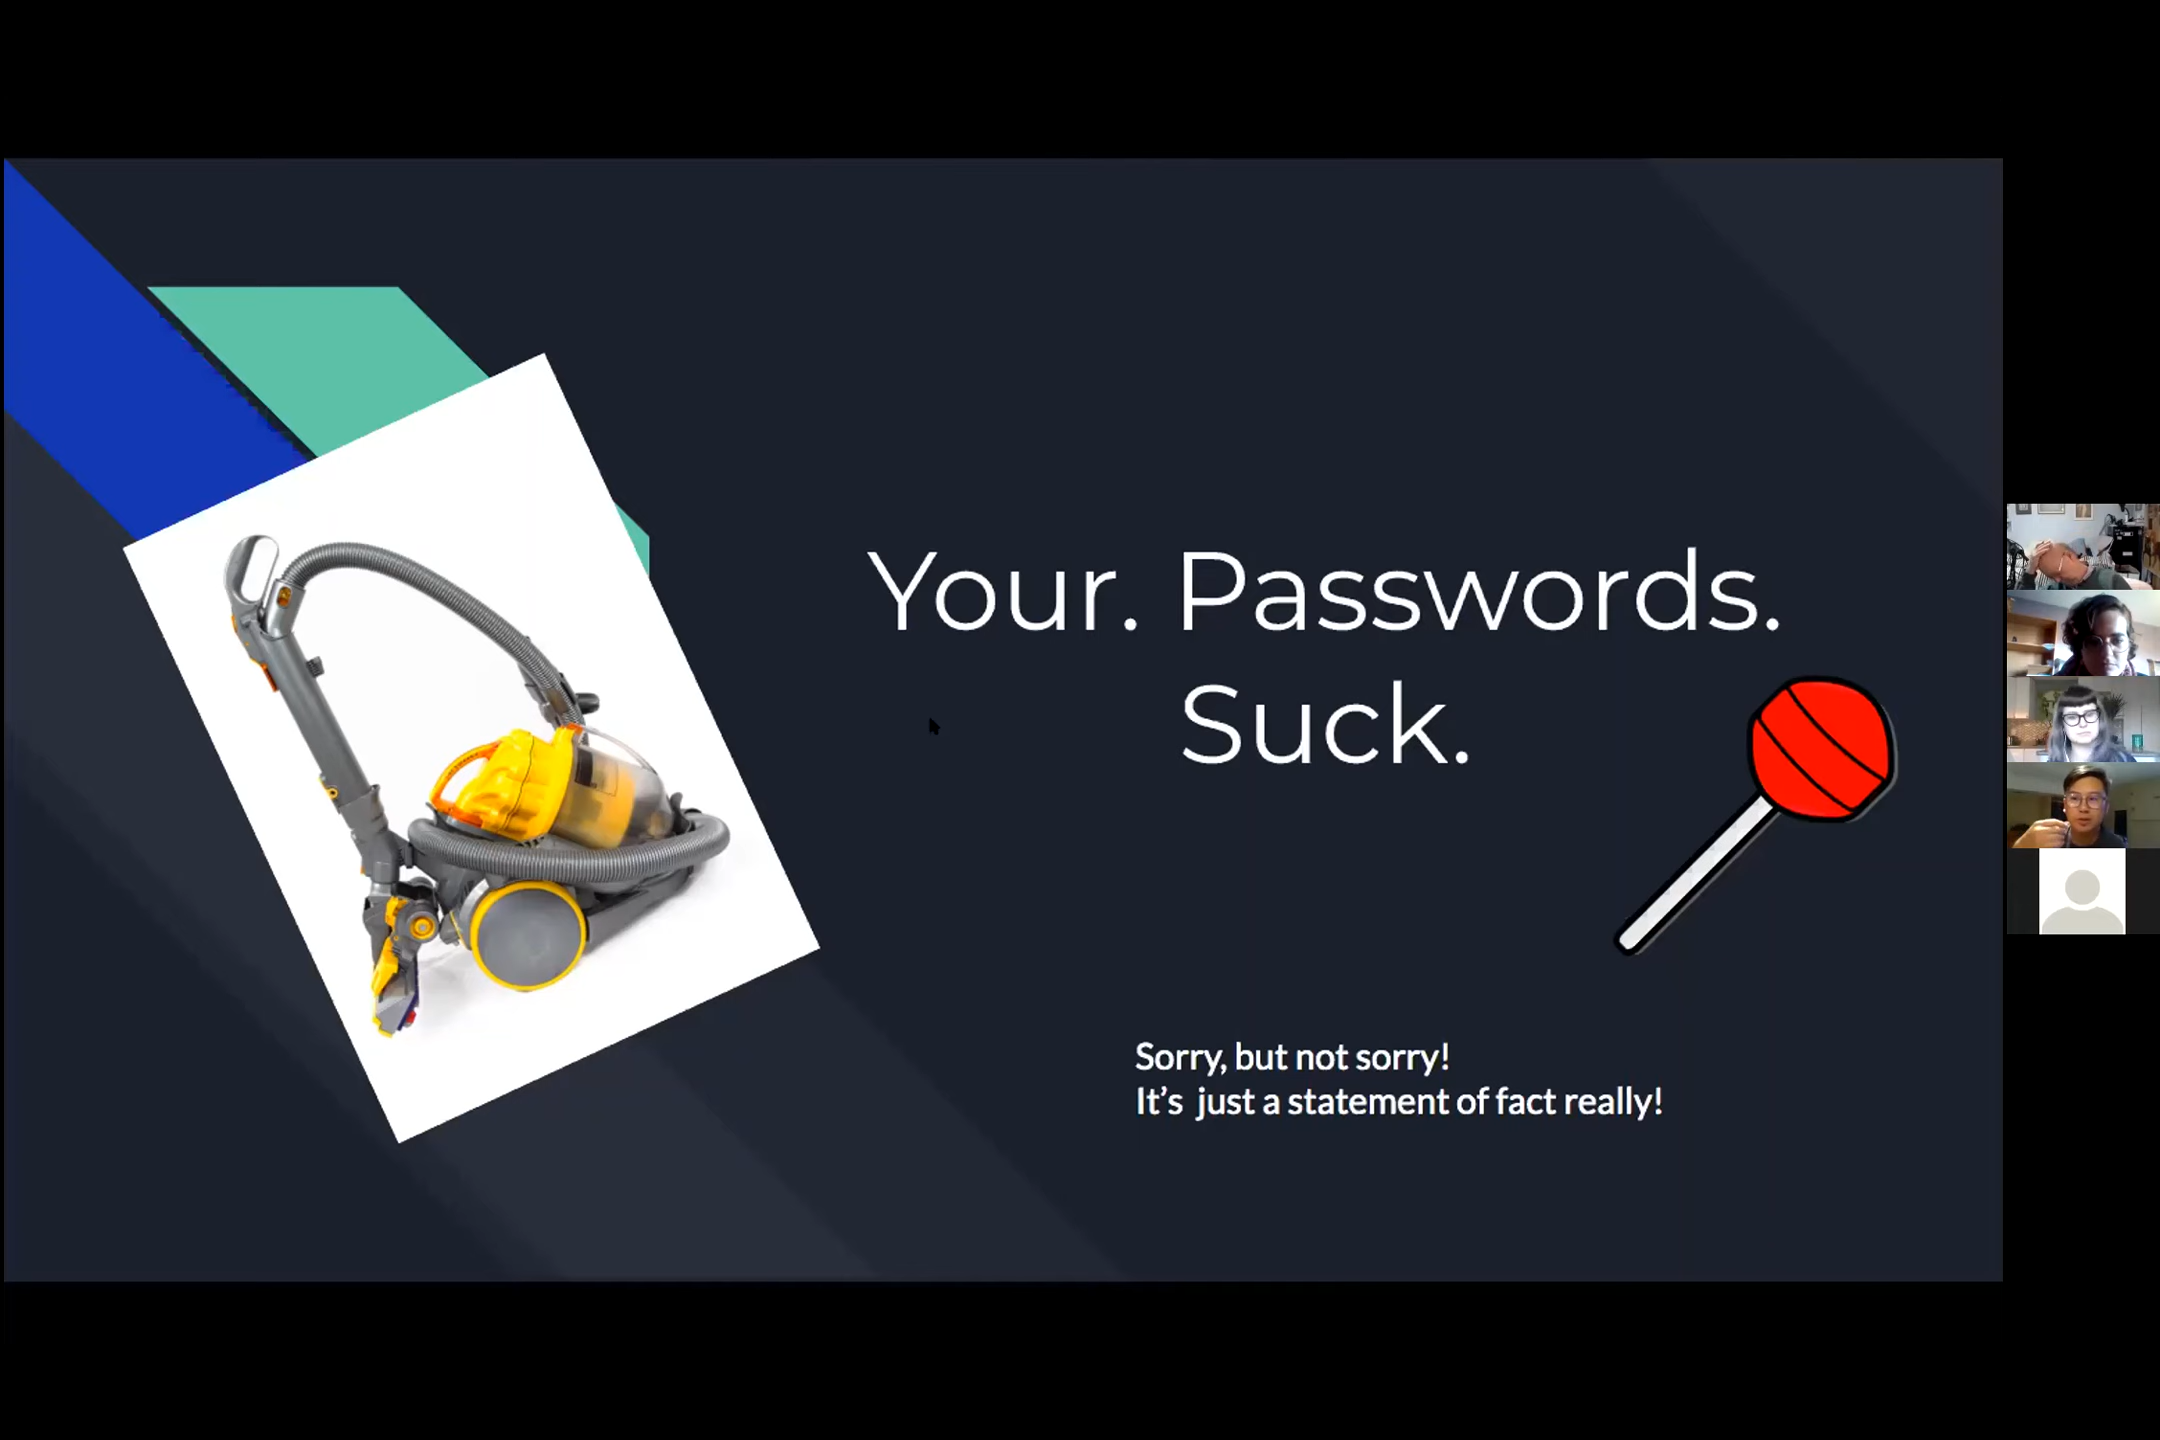 Your. Passwords.
Suck.
Sorry, but not sorry!
It's just a statement of fact really!